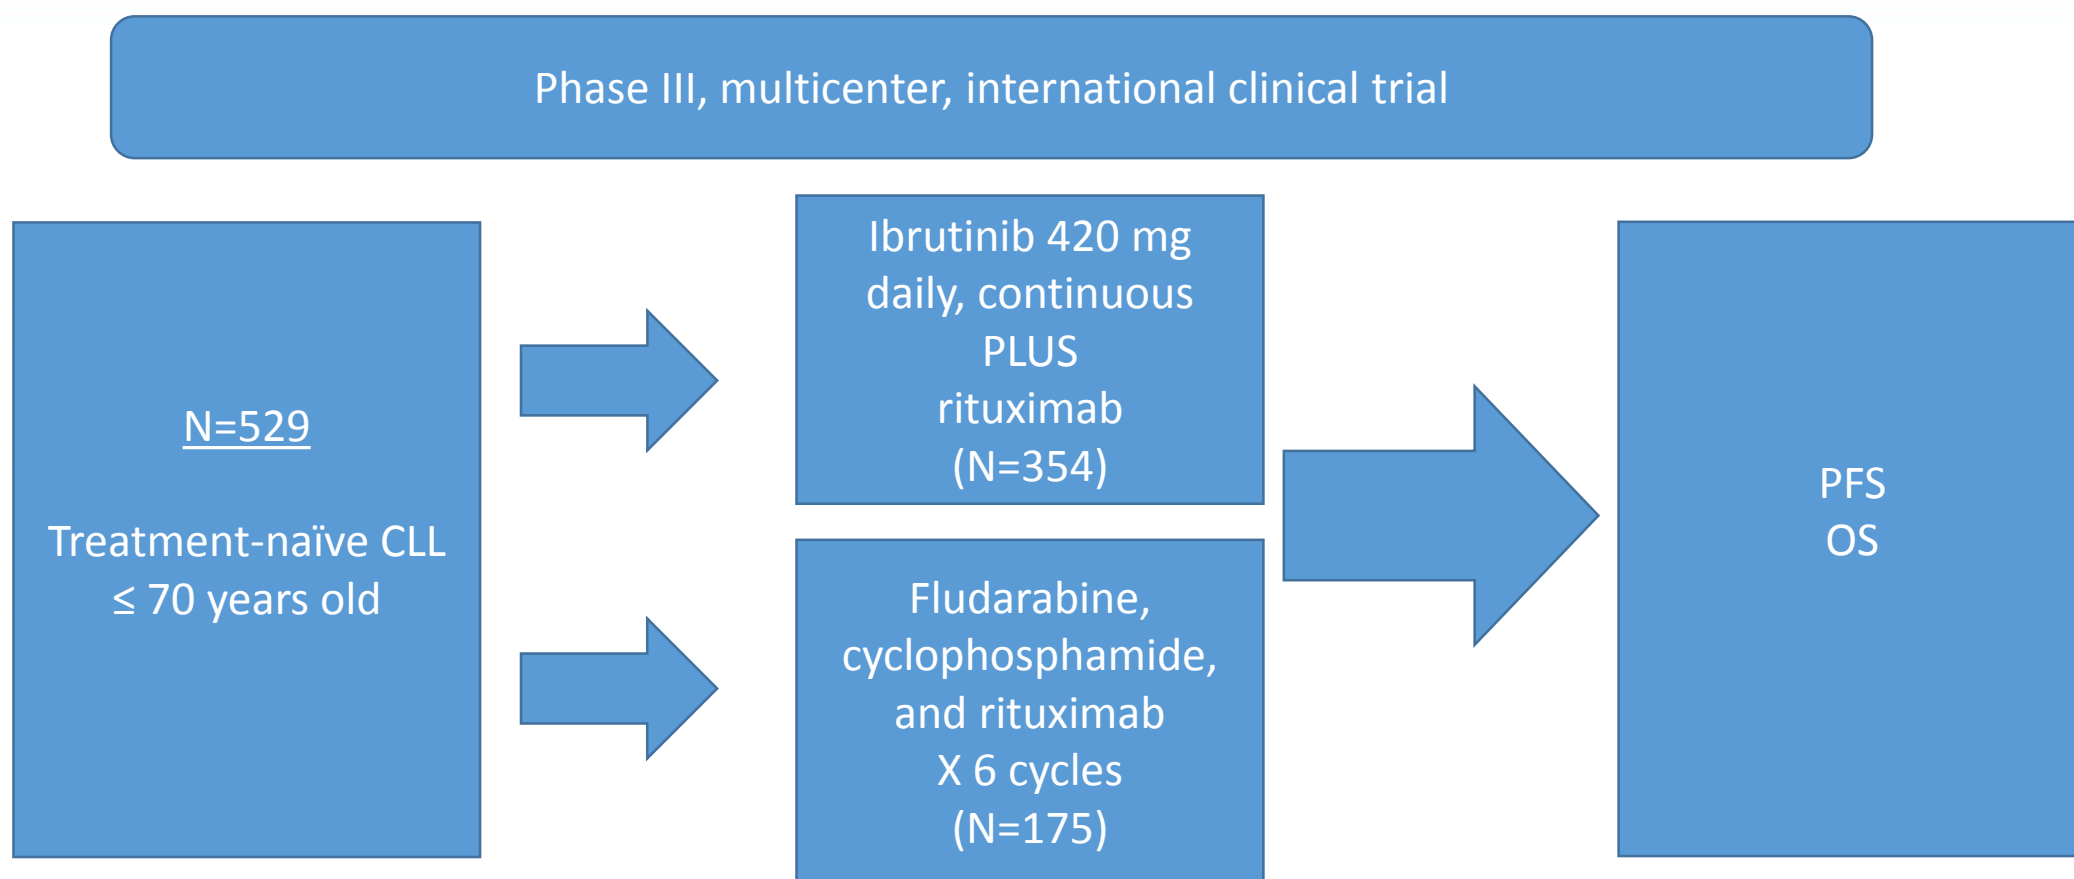 Phase III, multicenter, international clinical trial
N=529
Treatment-naïve CLL
≤ 70 years old
Ibrutinib 420 mg
daily, continuous
PLUS
rituximab
(N=354)
Fludarabine,
cyclophosphamide,
and rituximab
X 6 cycles
(N=175)
PFS
OS